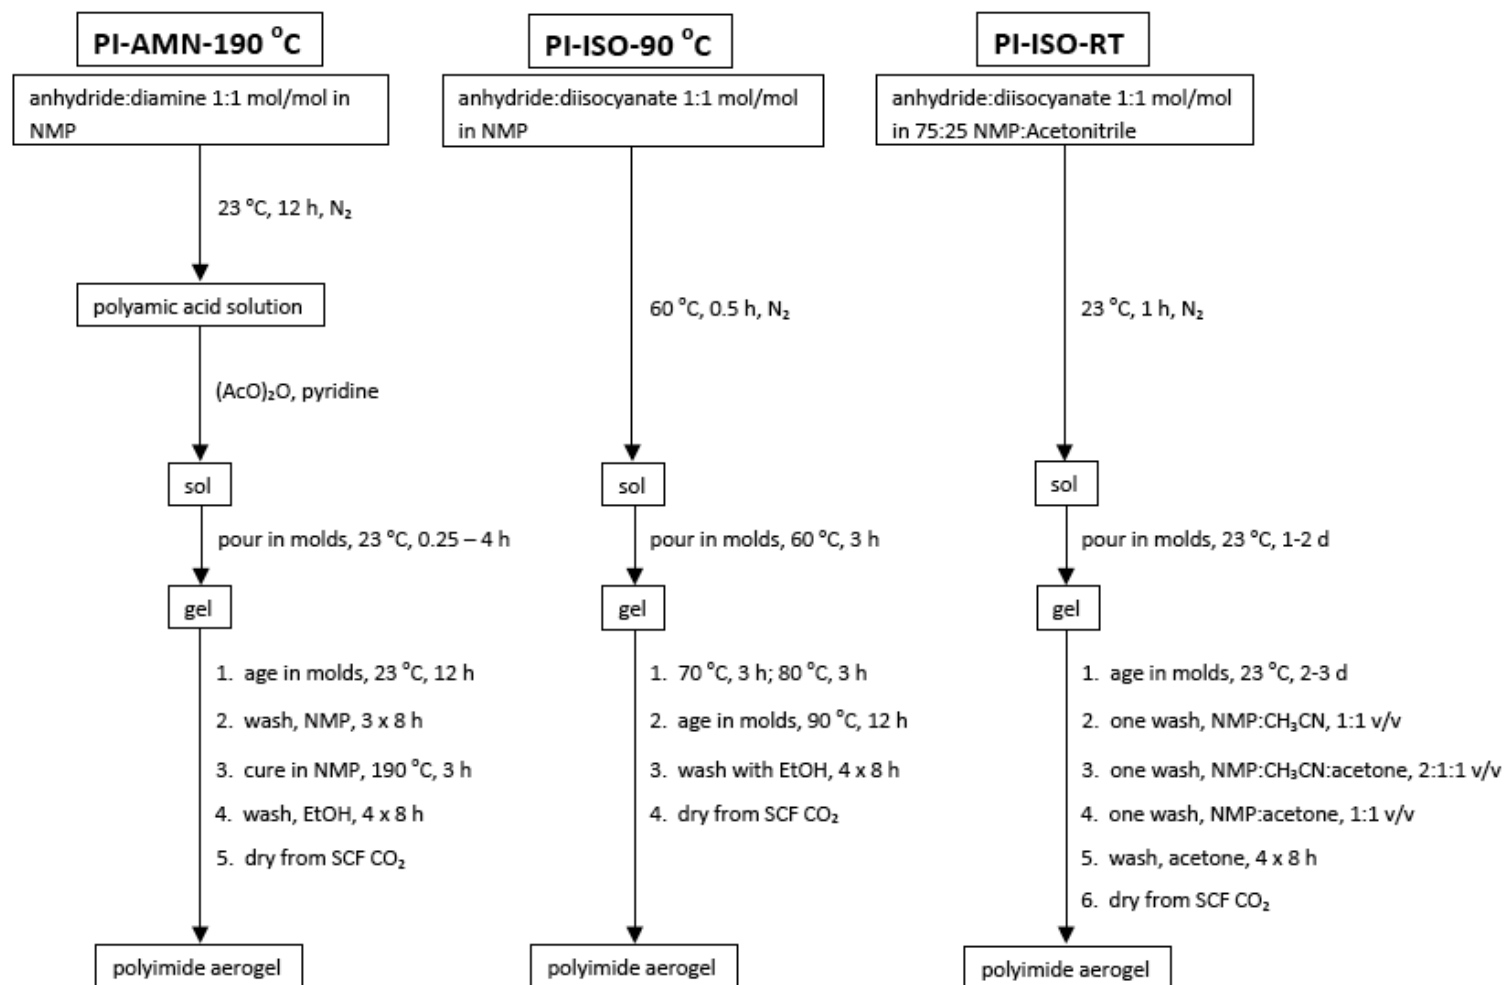 PI-AMN-190 °C
anhydride:diamine 1:1 mol/mol in
NMP
23 °C, 12 h, N₂
polyamic acid solution
(AcO)₂O, pyridine
sol
pour in molds, 23 °C, 0.25 – 4 h
gel
1. age in molds, 23 °C, 12 h
2. wash, NMP, 3 x 8 h
3. cure in NMP, 190 °C, 3 h
4. wash, EtOH, 4 x 8 h
5. dry from SCF CO₂
polyimide aerogel
PI-ISO-90 °C
anhydride:diisocyanate 1:1 mol/mol
in NMP
60 °C, 0.5 h, N₂
sol
pour in molds, 60 °C, 3 h
gel
1. 70 °C, 3 h; 80 °C, 3 h
2. age in molds, 90 °C, 12 h
3. wash with EtOH, 4 x 8 h
4. dry from SCF CO₂
polyimide aerogel
PI-ISO-RT
anhydride:diisocyanate 1:1 mol/mol
in 75:25 NMP:Acetonitrile
23 °C, 1 h, N₂
sol
pour in molds, 23 °C, 1-2 d
gel
1. age in molds, 23 °C, 2-3 d
2. one wash, NMP:CH₃CN, 1:1 v/v
3. one wash, NMP:CH₃CN:acetone, 2:1:1 v/v
4. one wash, NMP:acetone, 1:1 v/v
5. wash, acetone, 4 x 8 h
6. dry from SCF CO₂
polyimide aerogel